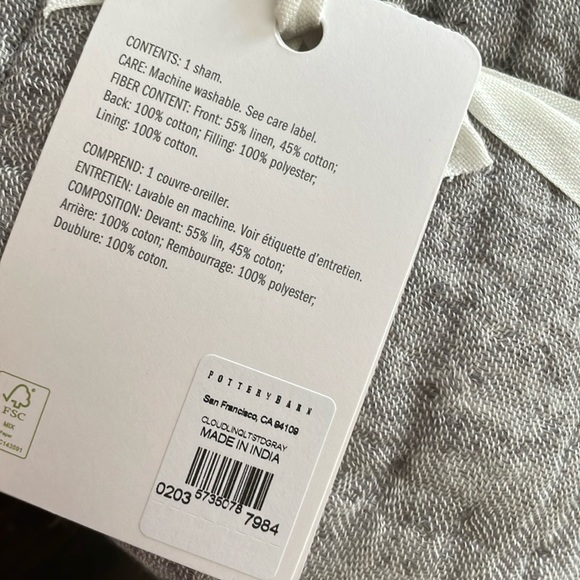 CONTENTS: 1 sham.
CARE: Machine washable. See care label.
FIBER CONTENT: Front: 55% linen, 45% cotton;
Back: 100% cotton; Filling: 100% polyester;
Lining: 100% cotton.
COMPREND: 1 couvre-oreiller.
ENTRETIEN: Lavable en machine. Voir étiquette d'entretien.
COMPOSITION: Devant: 55% lin, 45% coton;
Arrière: 100% coton; Rembourrage: 100% polyester;
Doublure: 100% coton.
FSC
MIX
POTTERYBARN
San Francisco, CA 94109
CLOUDLINQLTSTDGRAY
MADE IN INDIA
0203 5735078 7984